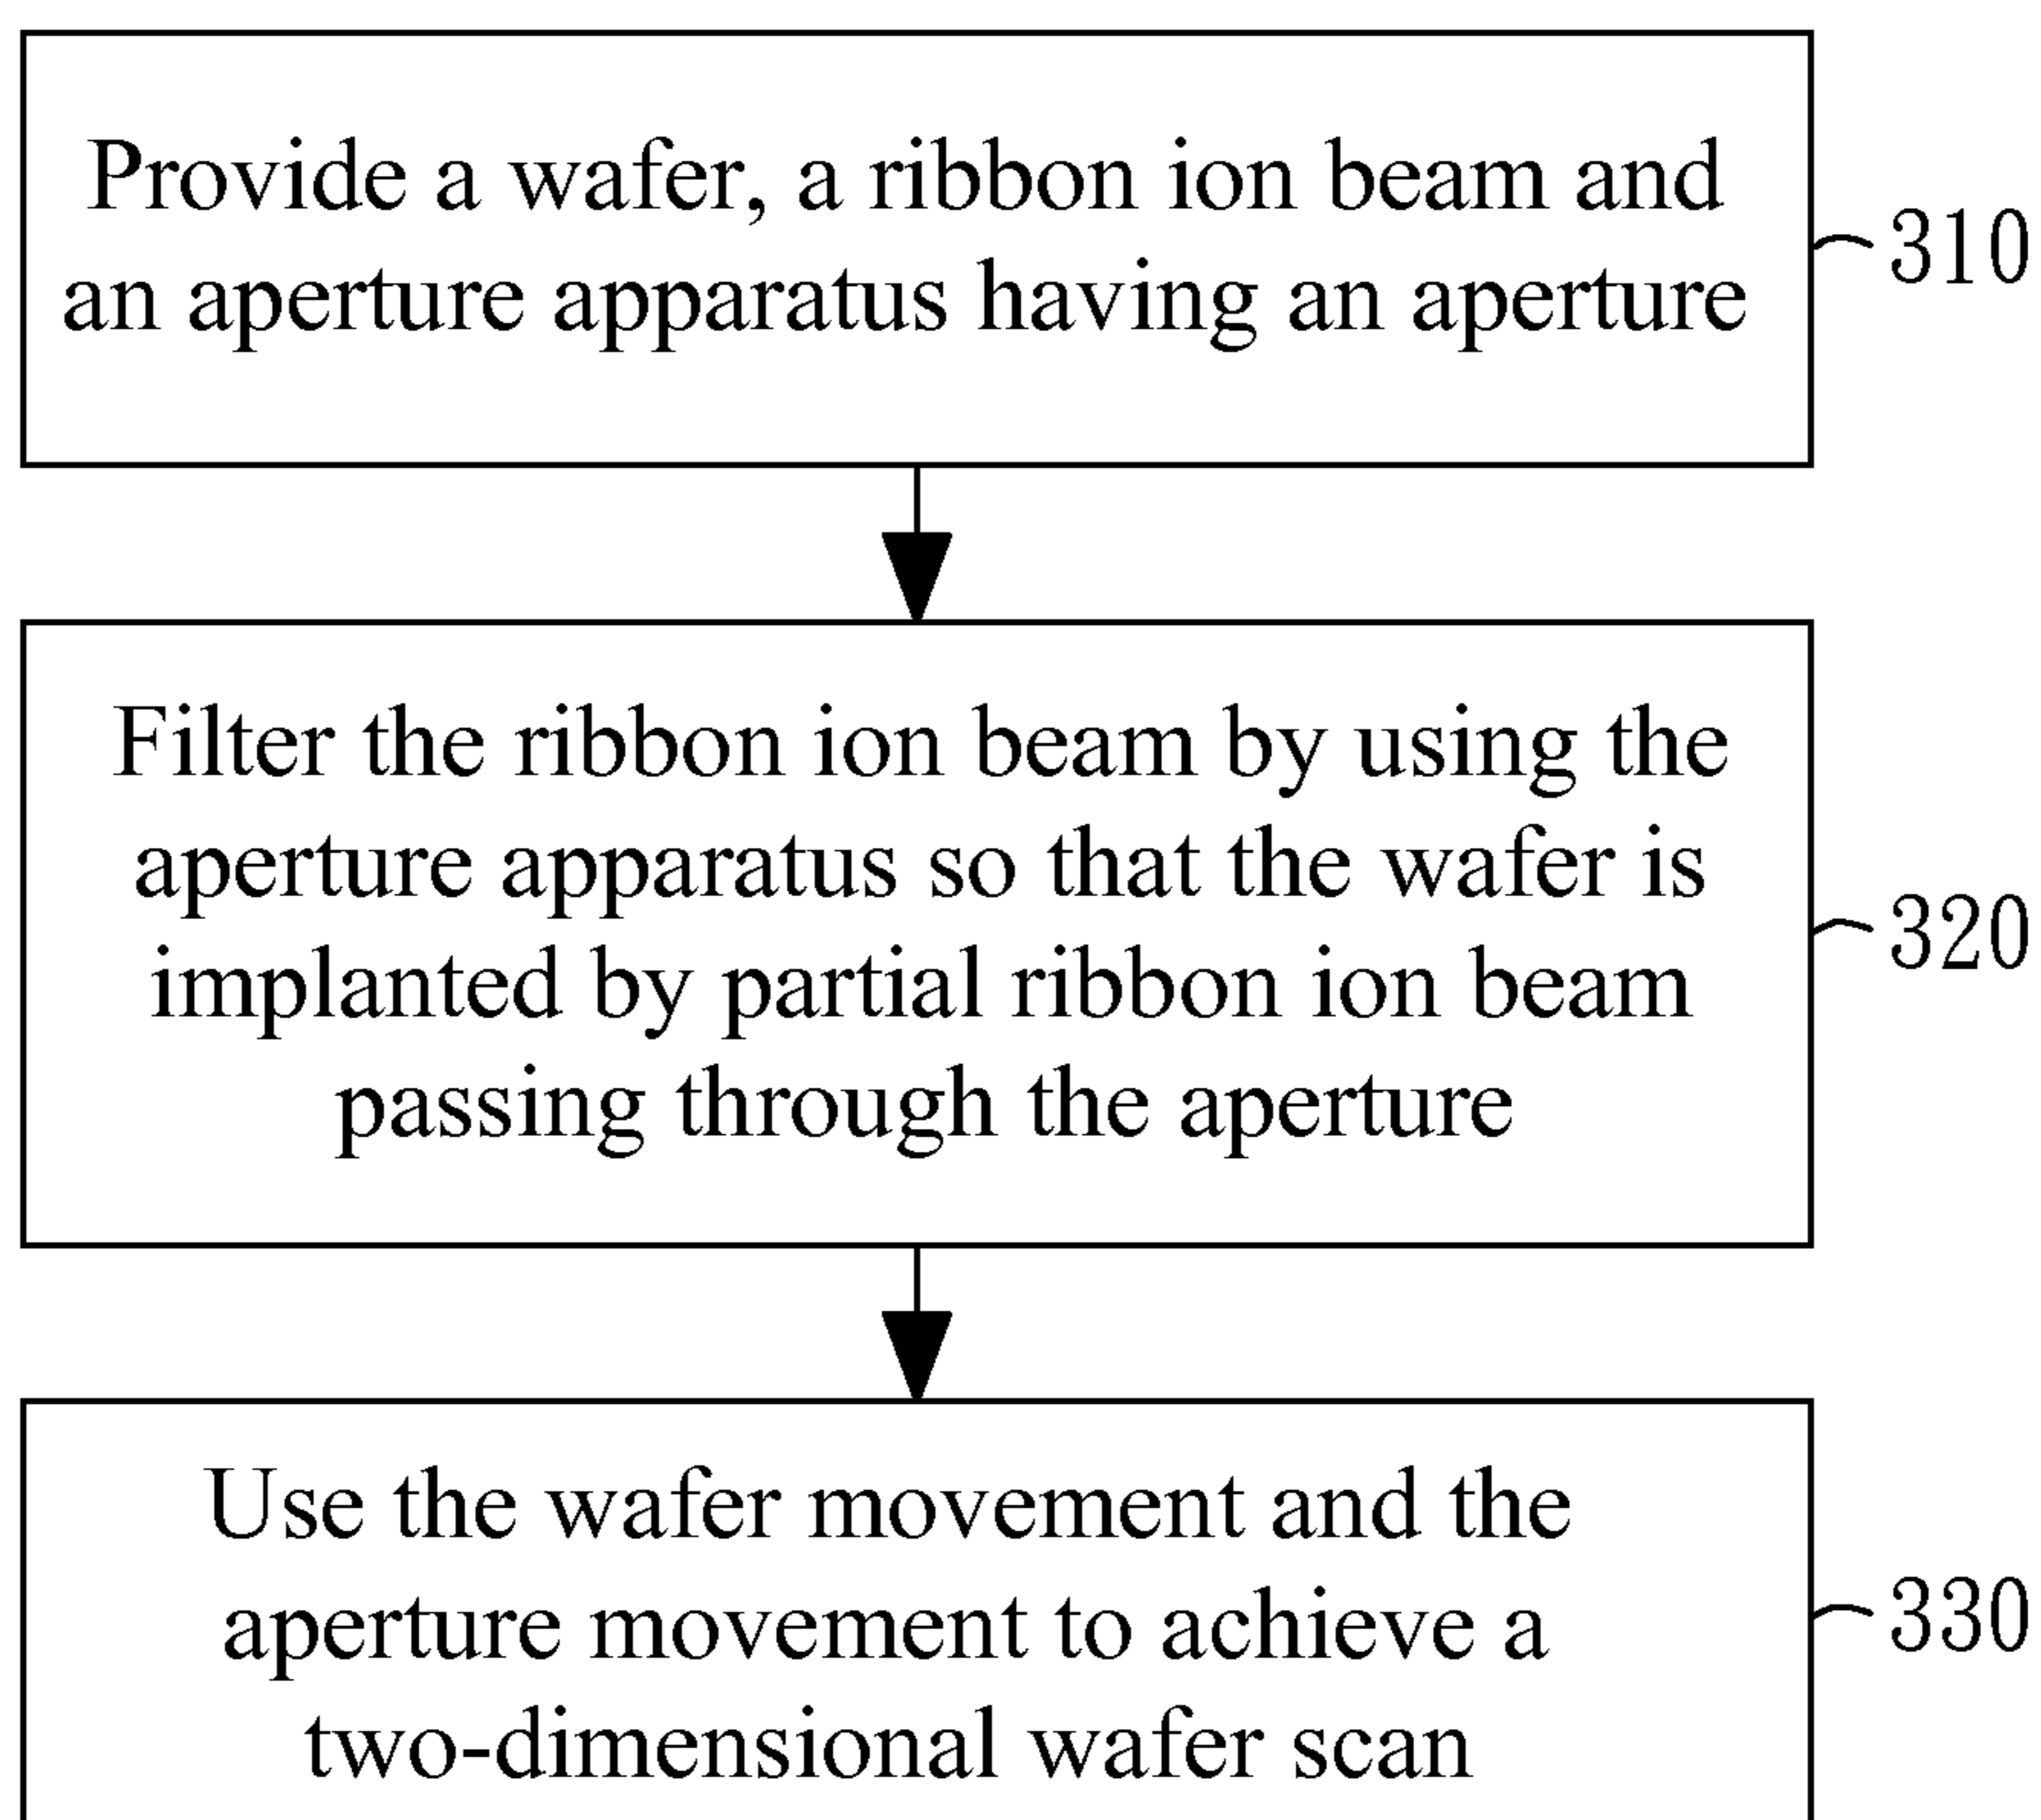 Provide a wafer, a ribbon ion beam and
an aperture apparatus having an aperture
310
Filter the ribbon ion beam by using the
aperture apparatus so that the wafer is
implanted by partial ribbon ion beam
passing through the aperture
320
Use the wafer movement and the
aperture movement to achieve a
two-dimensional wafer scan
330